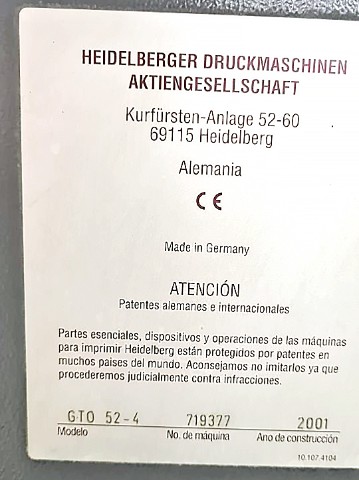 HEIDELBERGER DRUCKMASCHINEN
AKTIENGESELLSCHAFT
Kurfürsten-Anlage 52-60
69115 Heidelberg
Alemania
CE
Made in Germany
ATENCIÓN
Patentes alemanes e internacionales
Partes esenciales, dispositivos y operaciones de las máquinas
para imprimir Heidelberg están protegidos por patentes en
muchos paises del mundo. Aconsejamos no imitarlos ya que
procederemos judicialmente contra infracciones.
GTO 52-4 719377 2001
Modelo No. de máquina Ano de construcción
10.107.4104